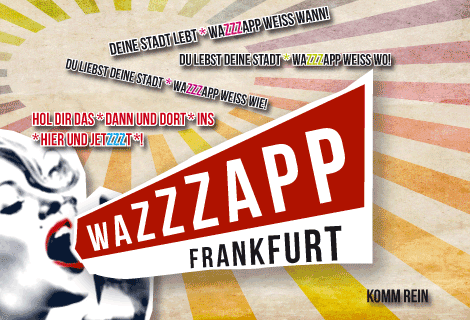 DEINE STADT LEBT * WAZZZAPP WEISS WANN!
DU LEBST DEINE STADT * WAZZZAPP WEISS WO!
DU LIEBST DEINE STADT * WAZZZAPP WEISS WIE!
HOL DIR DAS *DANN UND DORT* INS
*HIER UND JETZZZT*!
WAZZZAPP
FRANKFURT
KOMM REIN